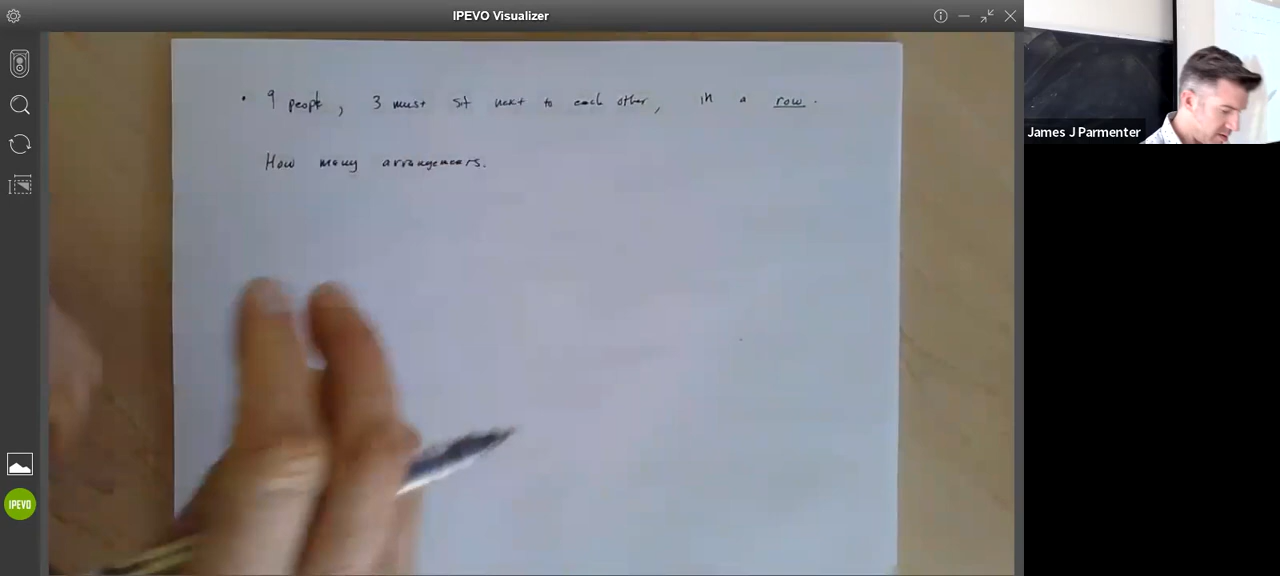 IPEVO Visualizer
James J Parmenter
• 9 people, 3 must sit next to each other, in a row.
How many arrangements.
IPEVO